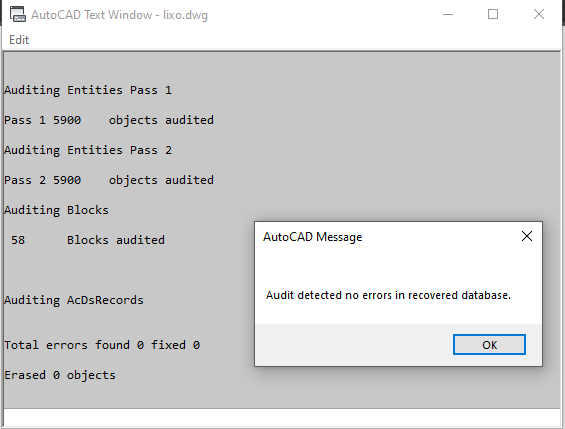 AutoCAD Text Window - lixo.dwg
Edit
Auditing Entities Pass 1
Pass 1 5900    objects audited
Auditing Entities Pass 2
Pass 2 5900    objects audited
Auditing Blocks
 58      Blocks audited
Auditing AcDsRecords
Total errors found 0 fixed 0
Erased 0 objects
AutoCAD Message
Audit detected no errors in recovered database.
OK